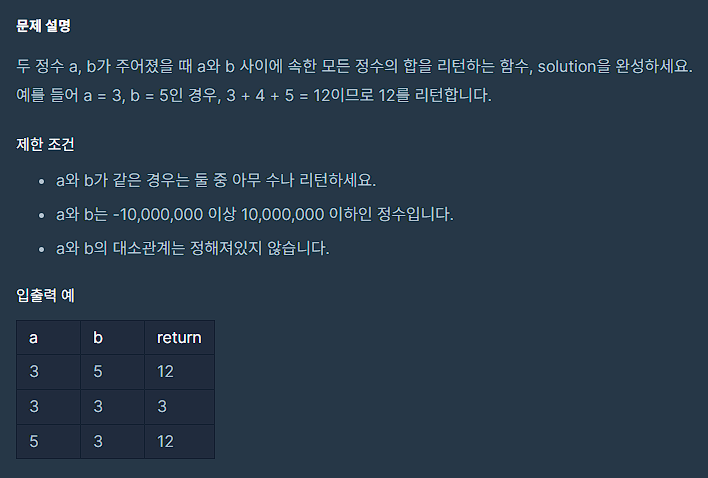 문제 설명
두 정수 a, b가 주어졌을 때 a와 b 사이에 속한 모든 정수의 합을 리턴하는 함수, solution을 완성하세요.
예를 들어 a = 3, b = 5인 경우, 3 + 4 + 5 = 12이므로 12를 리턴합니다.
제한 조건
• a와 b가 같은 경우는 둘 중 아무 수나 리턴하세요.
• a와 b는 -10,000,000 이상 10,000,000 이하인 정수입니다.
• a와 b의 대소관계는 정해져있지 않습니다.
입출력 예
a b return
3 5 12
3 3 3
5 3 12